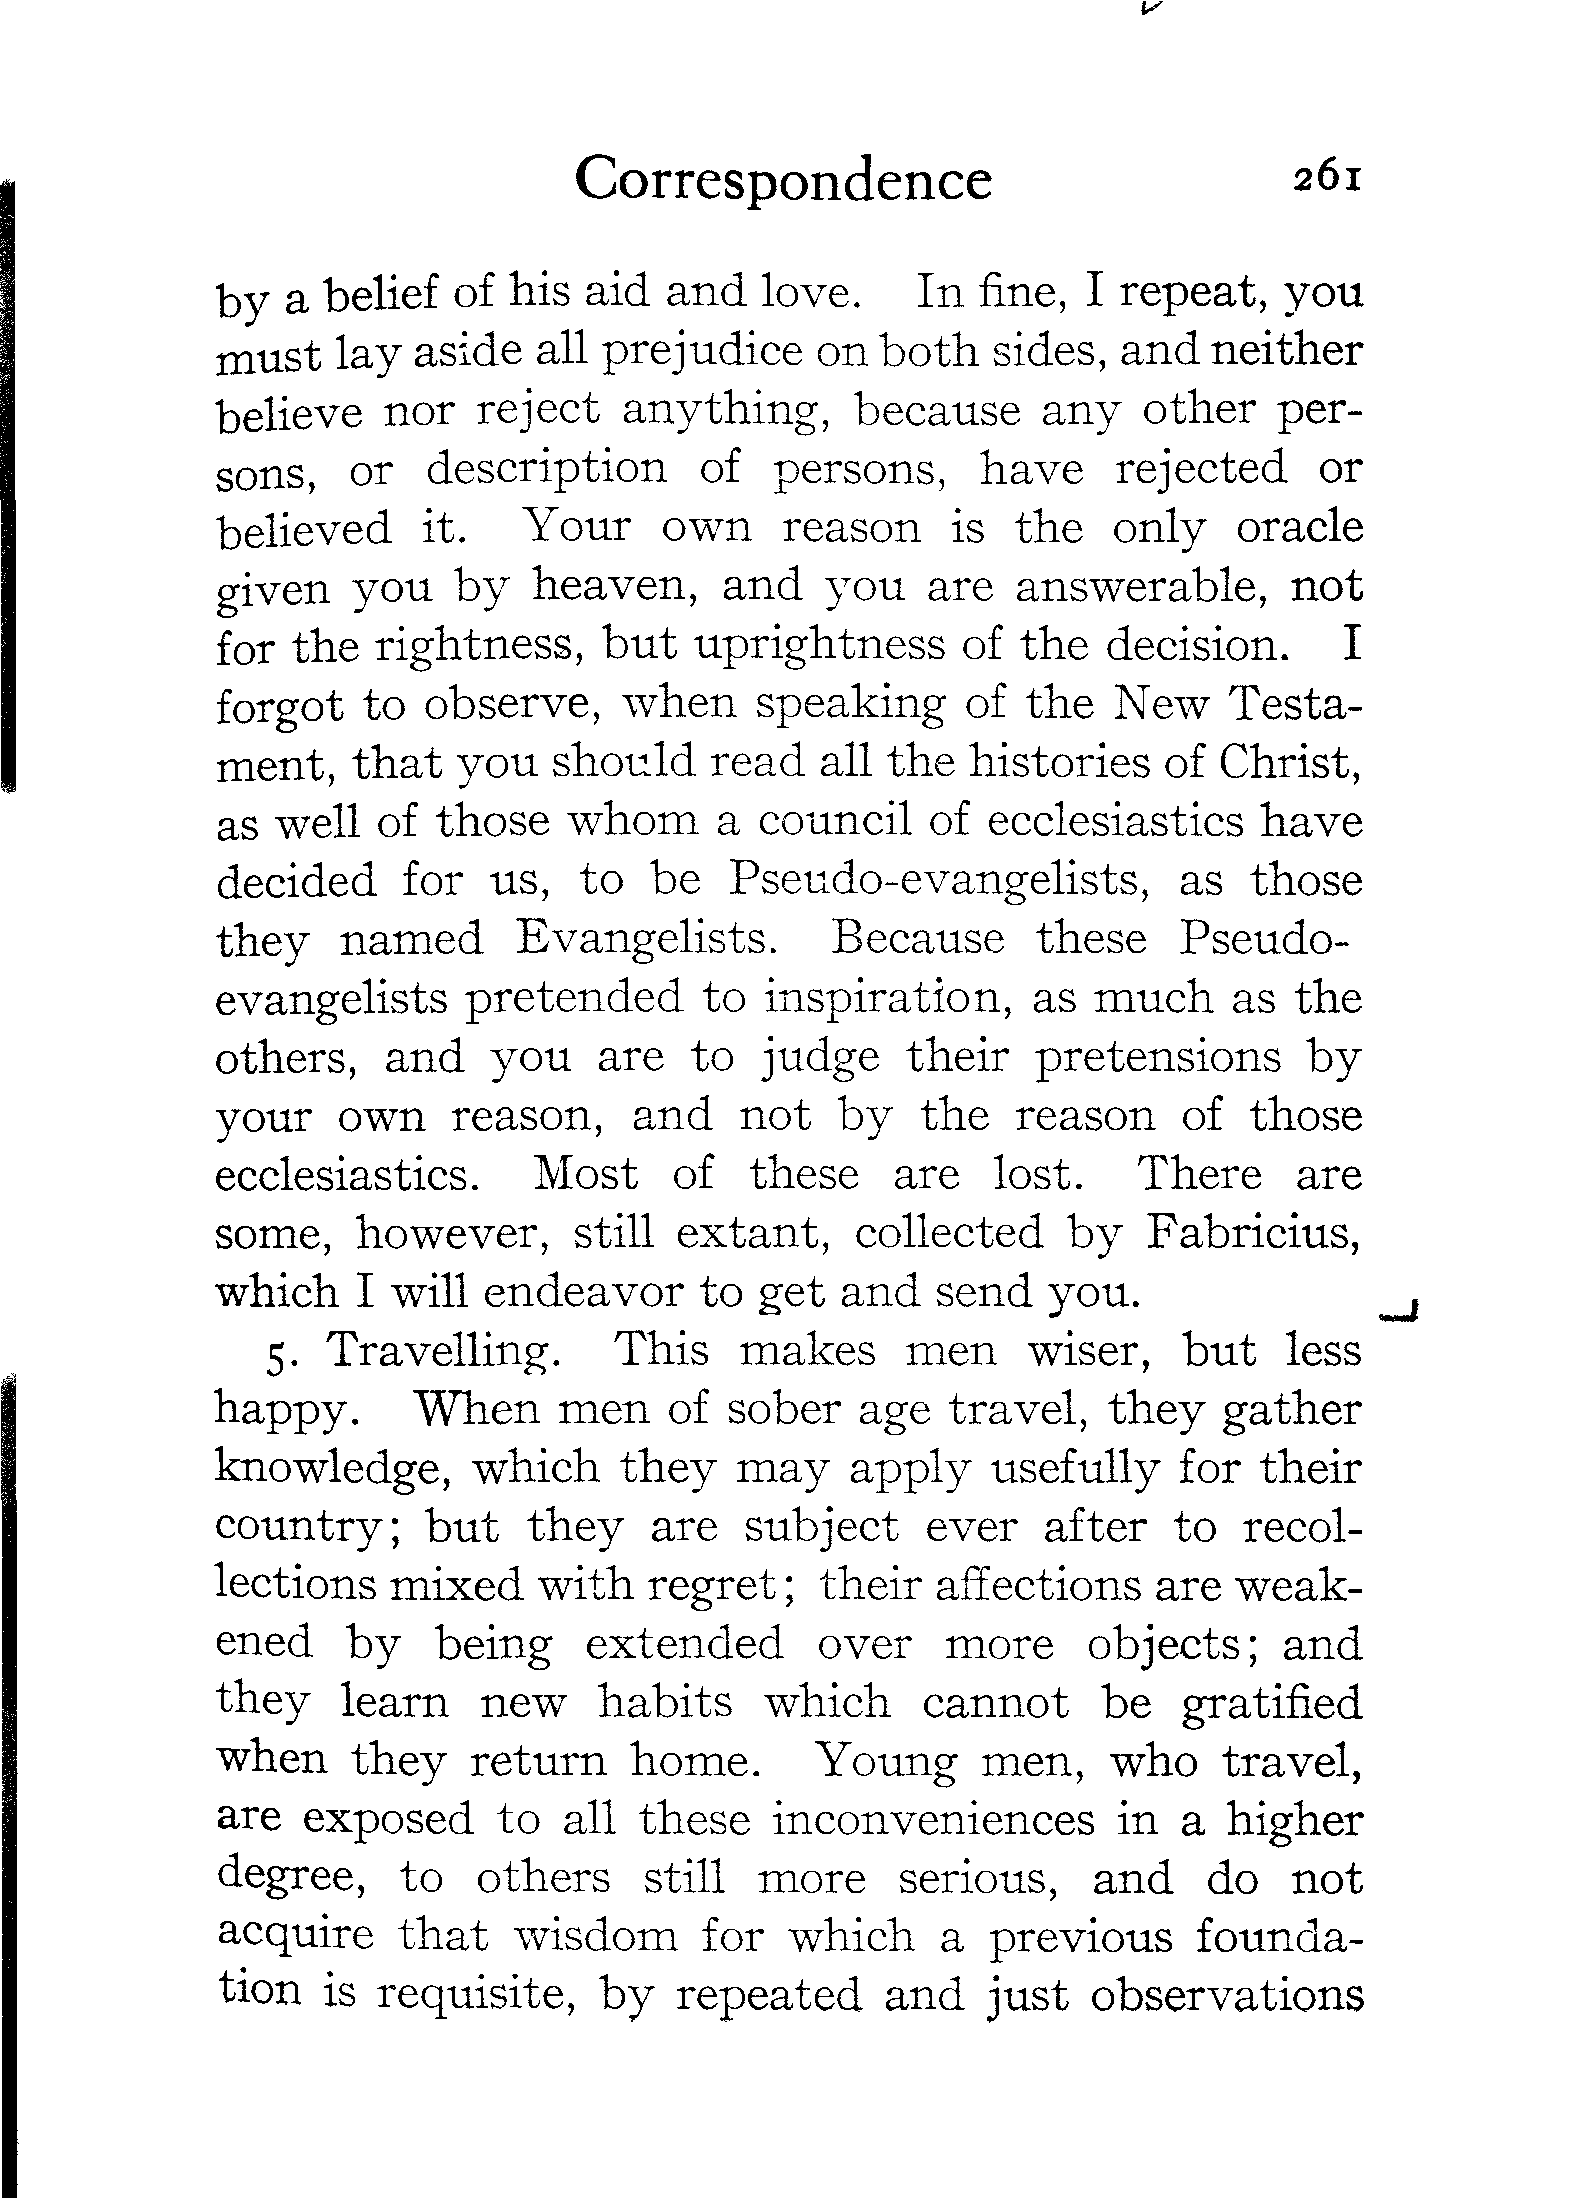 Correspondence 261
by a belief of his aid and love. In fine, I repeat, you
must lay aside all prejudice on both sides, and neither
believe nor reject anything, because any other per-
sons, or description of persons, have rejected or
believed it. Your own reason is the only oracle
given you by heaven, and you are answerable, not
for the rightness, but uprightness of the decision. I
forgot to observe, when speaking of the New Testa-
ment, that you should read all the histories of Christ,
as well of those whom a council of ecclesiastics have
decided for us, to be Pseudo-evangelists, as those
they named Evangelists. Because these Pseudo-
evangelists pretended to inspiration, as much as the
others, and you are to judge their pretensions by
your own reason, and not by the reason of those
ecclesiastics. Most of these are lost. There are
some, however, still extant, collected by Fabricius,
which I will endeavor to get and send you.
5. Travelling. This makes men wiser, but less
happy. When men of sober age travel, they gather
knowledge, which they may apply usefully for their
country; but they are subject ever after to recol-
lections mixed with regret; their affections are weak-
ened by being extended over more objects; and
they learn new habits which cannot be gratified
when they return home. Young men, who travel,
are exposed to all these inconveniences in a higher
degree, to others still more serious, and do not
acquire that wisdom for which a previous founda-
tion is requisite, by repeated and just observations